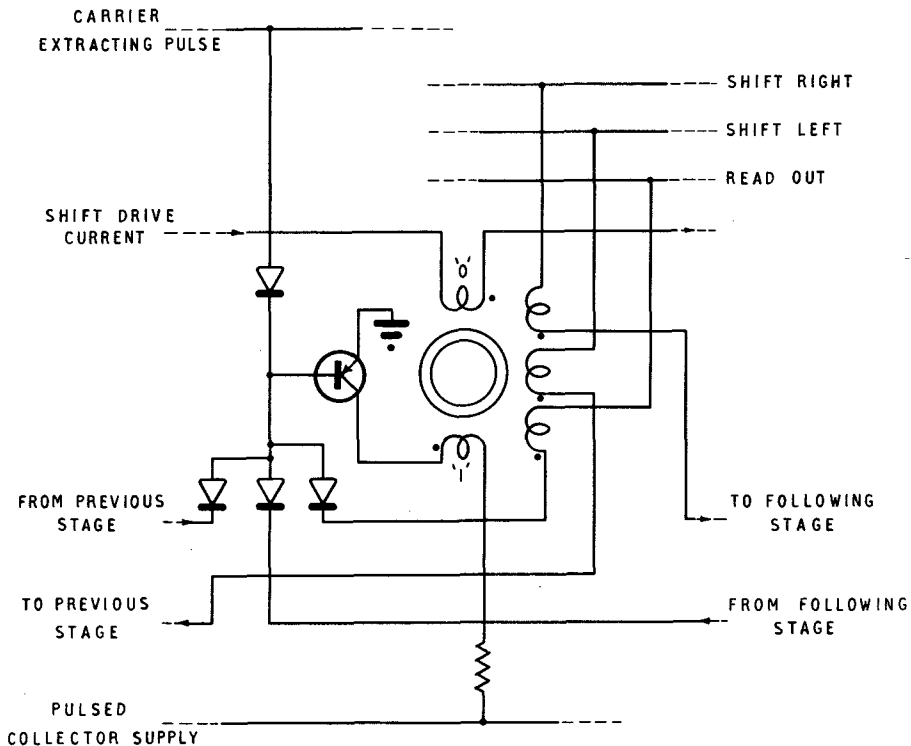 CARRIER
EXTRACTING PULSE
SHIFT RIGHT
SHIFT LEFT
READ OUT
SHIFT DRIVE
CURRENT
'0'
'1'
FROM PREVIOUS
STAGE
TO FOLLOWING
STAGE
TO PREVIOUS
STAGE
FROM FOLLOWING
STAGE
PULSED
COLLECTOR SUPPLY